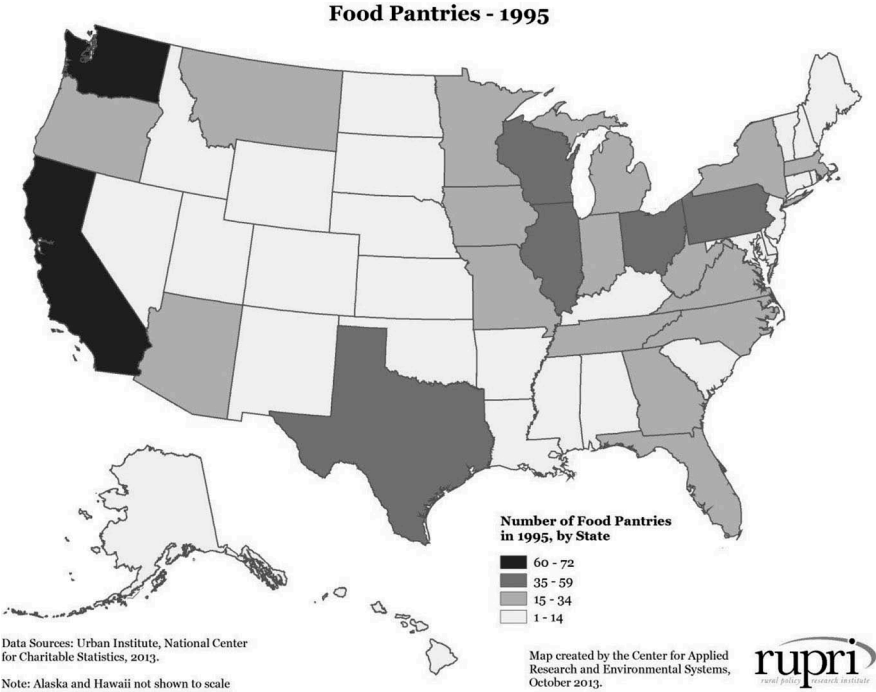 Food Pantries - 1995
Number of Food Pantries
in 1995, by State
60 - 72
35 - 59
15 - 34
1 - 14
Data Sources: Urban Institute, National Center
for Charitable Statistics, 2013.
Note: Alaska and Hawaii not shown to scale
Map created by the Center for Applied
Research and Environmental Systems,
October 2013.
rupri
rural policy research institute